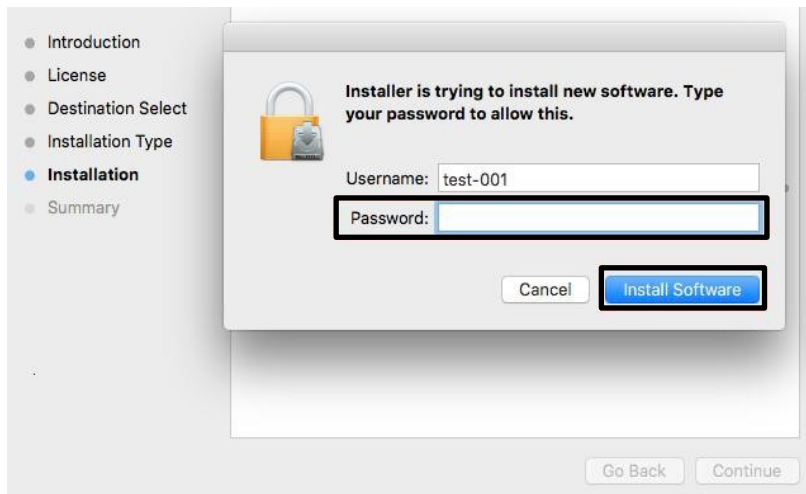 Introduction
License
Destination Select
Installation Type
Installation
Summary
Installer is trying to install new software. Type
your password to allow this.
Username: test-001
Password:
Cancel
Install Software
Go Back
Continue